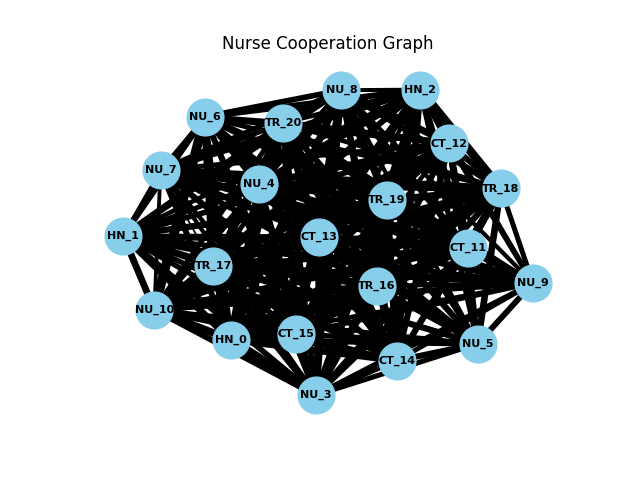 Nurse Cooperation Graph
NU_8
HN_2
NU_6
TR_20
CT_12
NU_7
NU_4
TR_18
TR_19
HN_1
CT_13
CT_11
TR_17
TR_16
NU_9
NU_10
CT_15
HN_0
NU_5
CT_14
NU_3